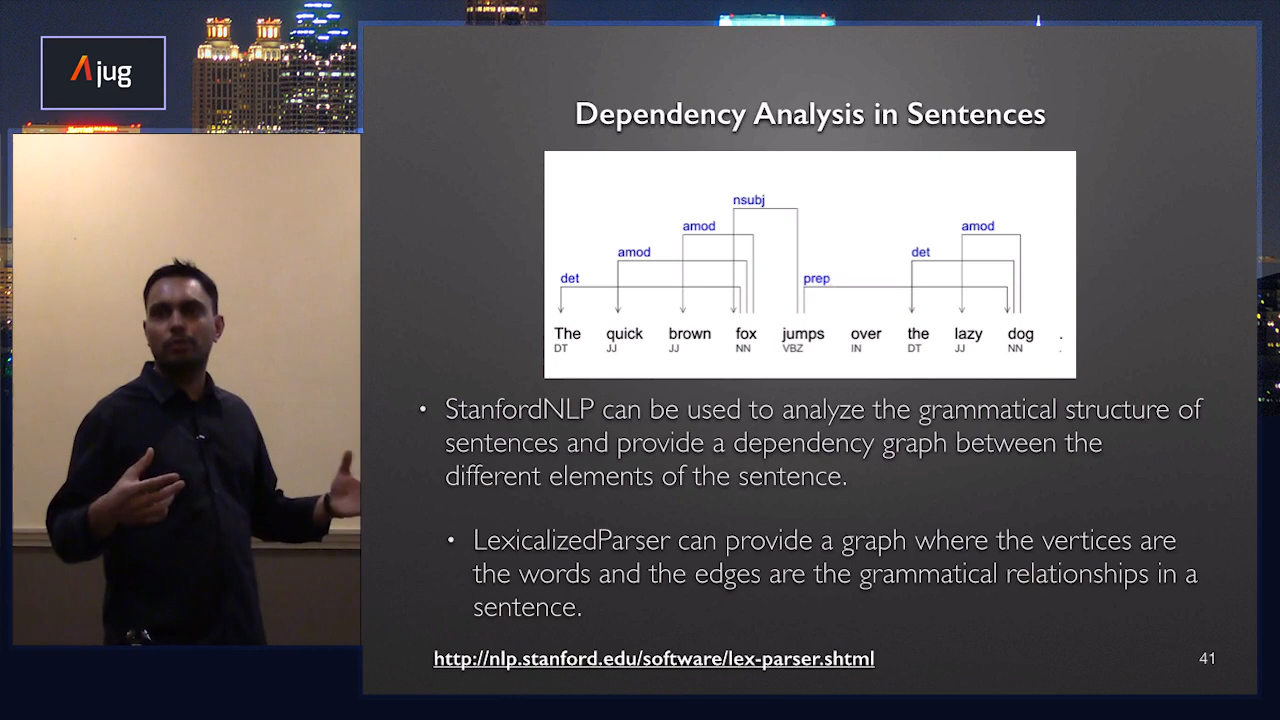 Λjug
Dependency Analysis in Sentences
nsubj
amod
amod
amod
det
det
prep
The quick brown fox jumps over the lazy dog .
DT JJ JJ NN VBZ IN DT JJ NN .
• StanfordNLP can be used to analyze the grammatical structure of
sentences and provide a dependency graph between the
different elements of the sentence.
• LexicalizedParser can provide a graph where the vertices are
the words and the edges are the grammatical relationships in a
sentence.
http://nlp.stanford.edu/software/lex-parser.shtml
41